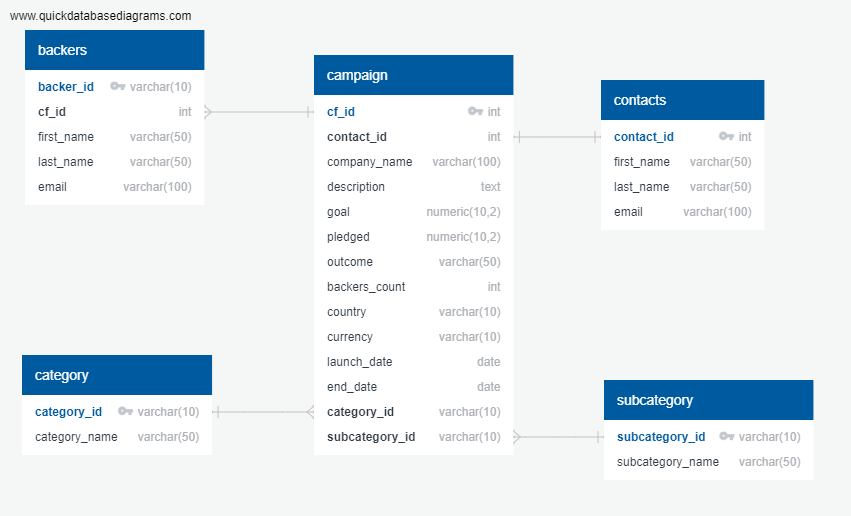 www.quickdatabasediagrams.com
backers
backer_id varchar(10)
cf_id int
first_name varchar(50)
last_name varchar(50)
email varchar(100)
campaign
cf_id int
contact_id int
company_name varchar(100)
description text
goal numeric(10,2)
pledged numeric(10,2)
outcome varchar(50)
backers_count int
country varchar(10)
currency varchar(10)
launch_date date
end_date date
category_id varchar(10)
subcategory_id varchar(10)
contacts
contact_id int
first_name varchar(50)
last_name varchar(50)
email varchar(100)
category
category_id varchar(10)
category_name varchar(50)
subcategory
subcategory_id varchar(10)
subcategory_name varchar(50)